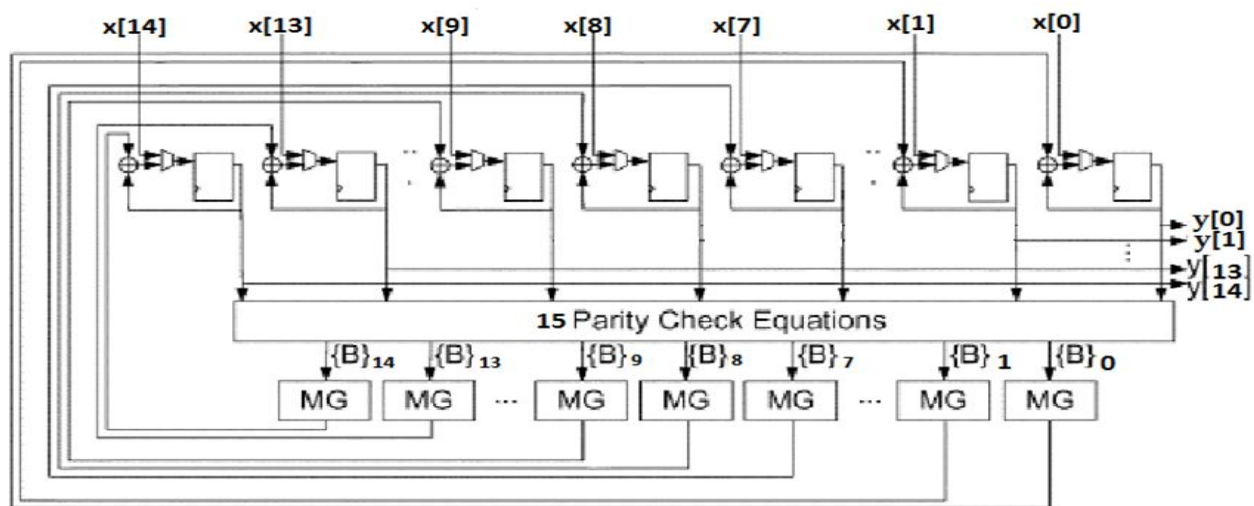 x[14] x[13] x[9] x[8] x[7] x[1] x[0]
y[0]
y[1]
y[13]
y[14]
15 Parity Check Equations
{B}14 {B}13 {B}9 {B}8 {B}7 {B}1 {B}0
MG MG ... MG MG MG ... MG MG